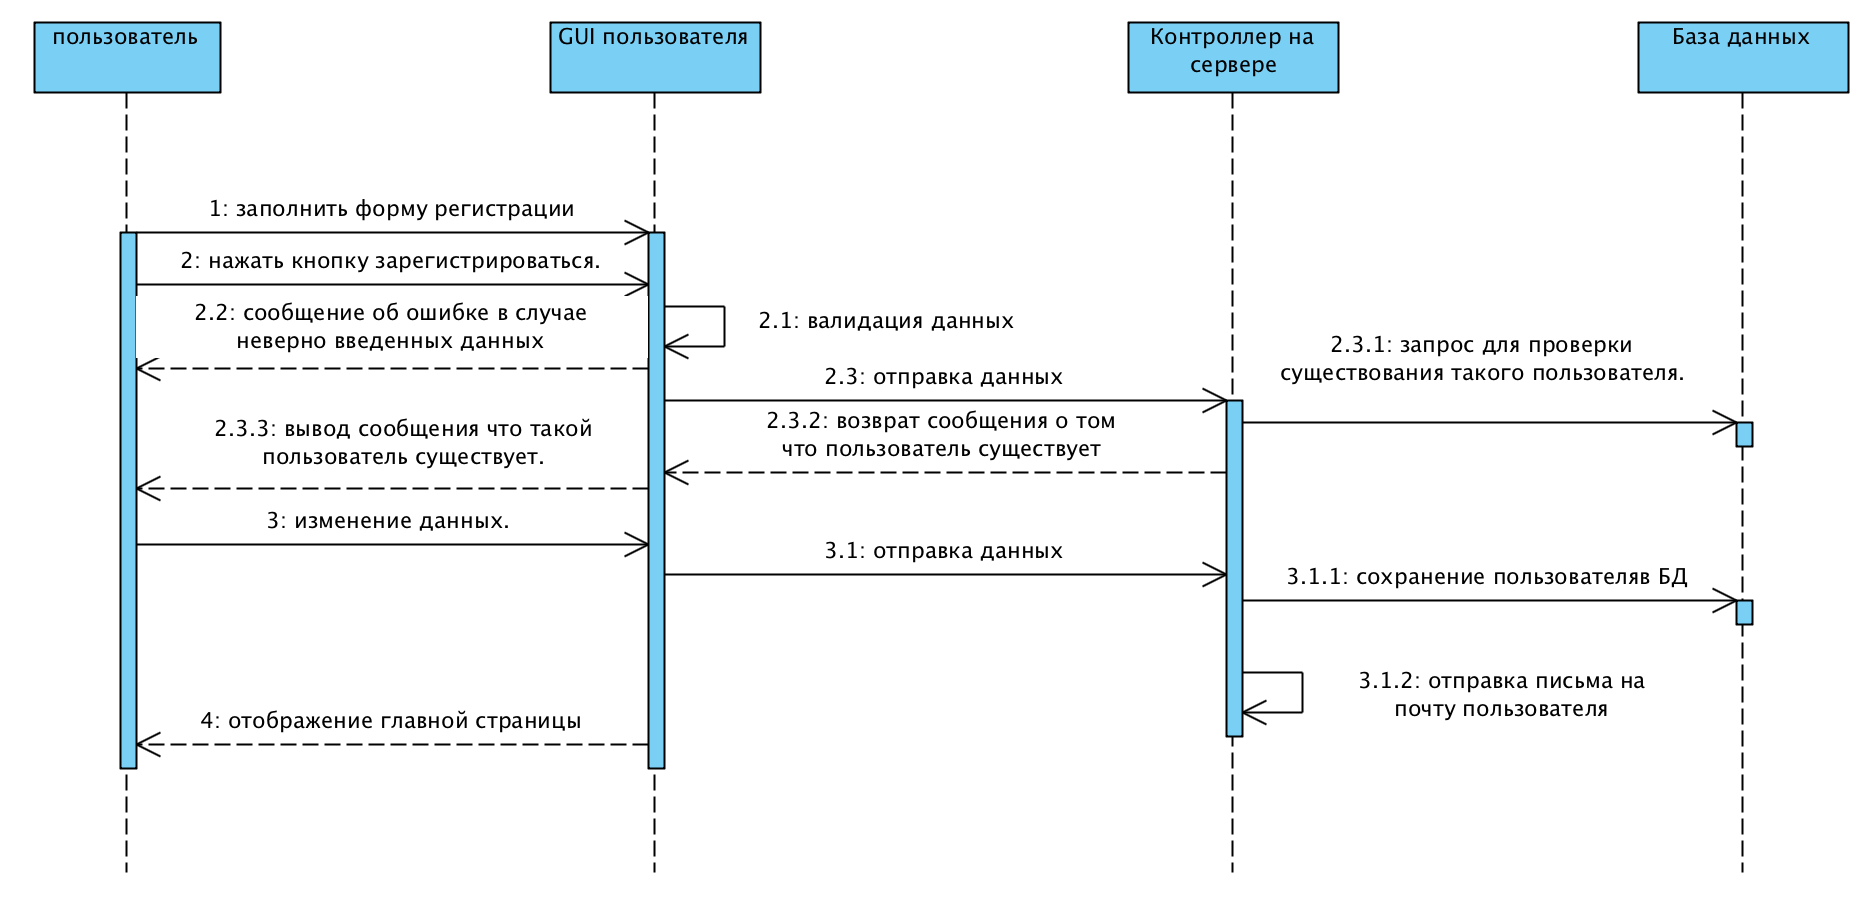 пользователь
GUI пользователя
Контроллер на
сервере
База данных
1: заполнить форму регистрации
2: нажать кнопку зарегистрироваться.
2.2: сообщение об ошибке в случае
неверно введенных данных
2.1: валидация данных
2.3: отправка данных
2.3.1: запрос для проверки
существования такого пользователя.
2.3.2: возврат сообщения о том
что пользователь существует
2.3.3: вывод сообщения что такой
пользователь существует.
3: изменение данных.
3.1: отправка данных
3.1.1: сохранение пользователяв БД
3.1.2: отправка письма на
почту пользователя
4: отображение главной страницы